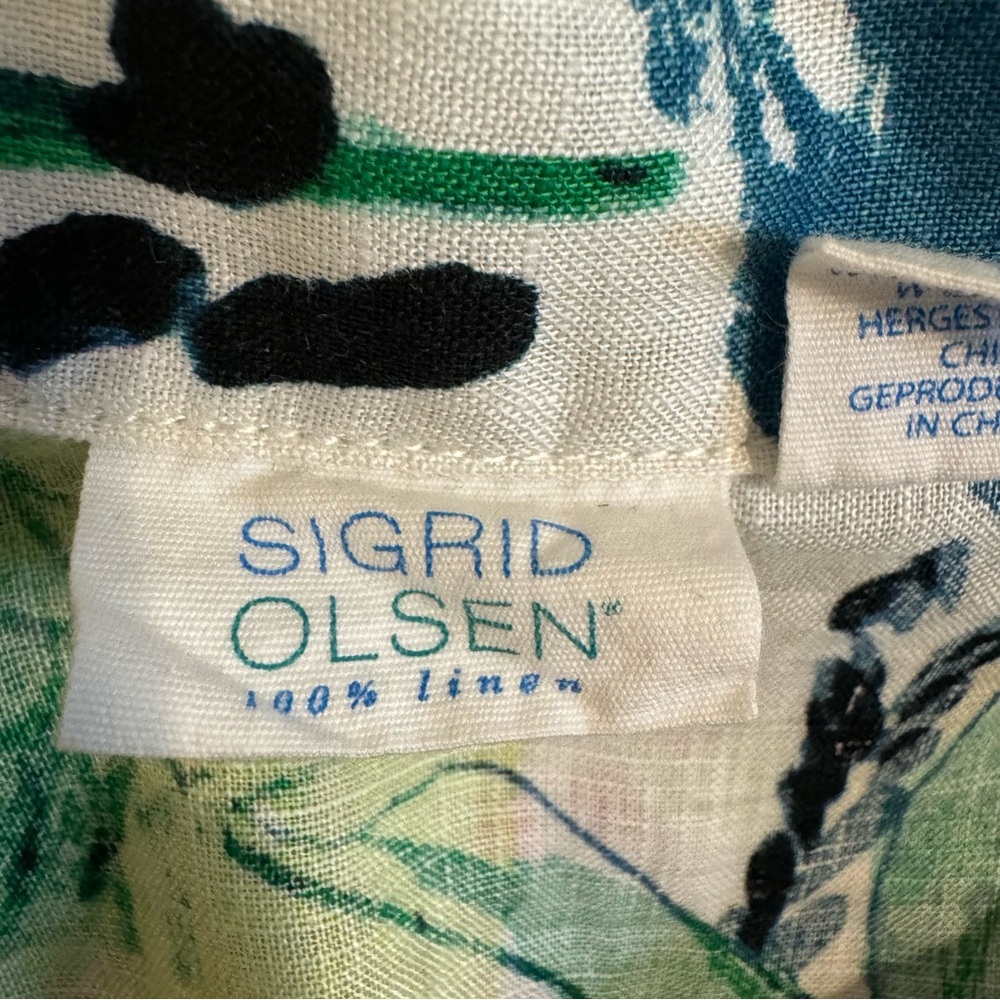 SIGRID
OLSEN®
100% linen
HERGES
CHI
GEPRODU
IN CH